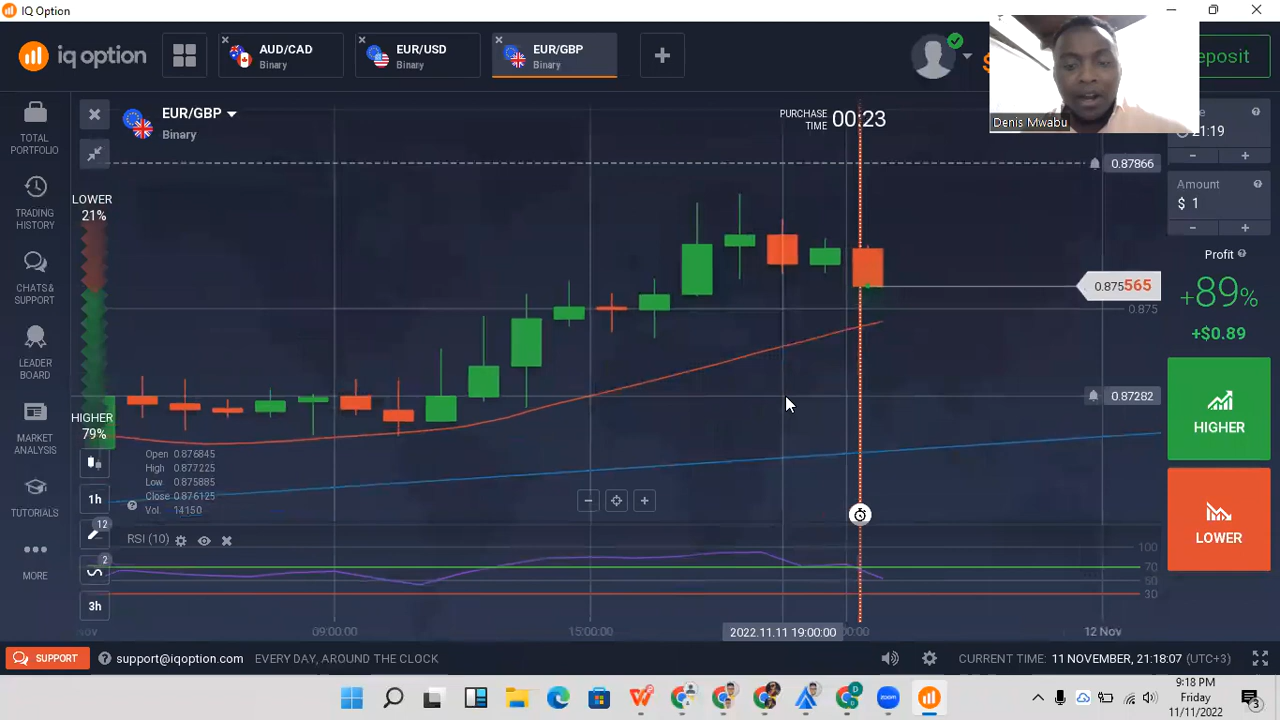 IQ Option
iq option
AUD/CAD
Binary
EUR/USD
Binary
EUR/GBP
Binary
eposit
Denis Mwabu
EUR/GBP
Binary
PURCHASE
TIME
00:23
21:19
0.87866
Amount
$ 1
TOTAL
PORTFOLIO
LOWER
21%
TRADING
HISTORY
CHATS &
SUPPORT
Profit
+89%
+$0.89
0.875565
0.875
LEADER
BOARD
0.87282
HIGHER
HIGHER
79%
MARKET
ANALYSIS
Open 0.876845
High 0.877225
Low 0.875885
Close 0.876125
Vol. 14150
1h
TUTORIALS
12
RSI (10)
LOWER
100
70
50
30
2
MORE
3h
09:00:00
15:00:00
2022.11.11 19:00:00
00:00
12 Nov
SUPPORT
support@iqoption.com
EVERY DAY, AROUND THE CLOCK
CURRENT TIME: 11 NOVEMBER, 21:18:07 (UTC+3)
zoom
9:18 PM
Friday
11/11/2022
3